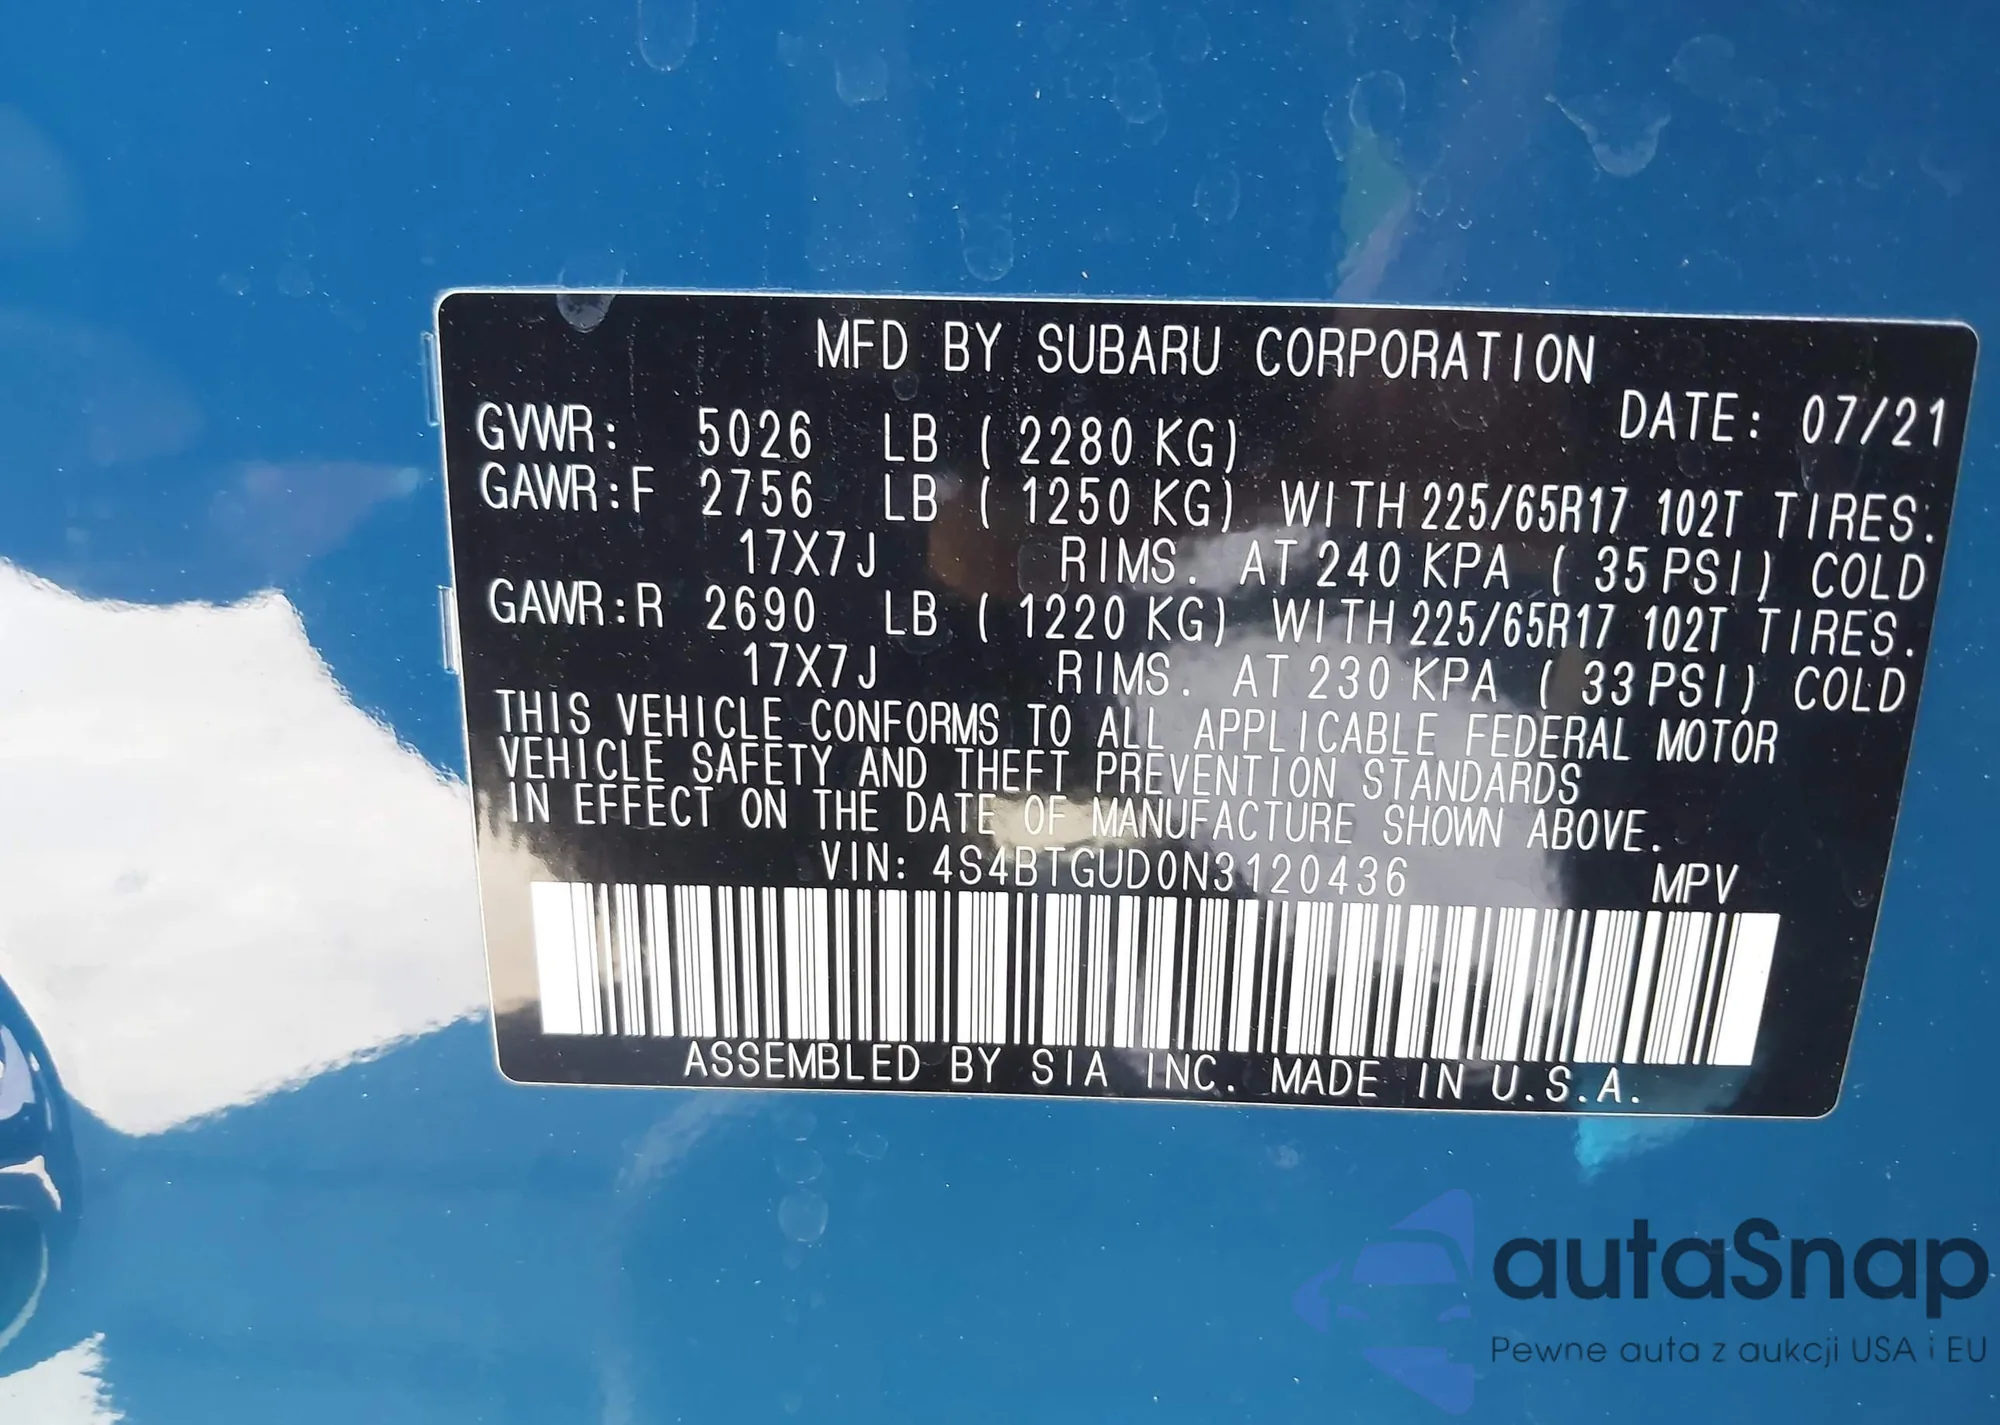 MFD BY SUBARU CORPORATION
DATE: 07/21
GVWR: 5026 LB ( 2280 KG)
GAWR:F 2756 LB ( 1250 KG) WITH 225/65R17 102T TIRES.
17X7J RIMS. AT 240 KPA ( 35 PSI) COLD
GAWR:R 2690 LB ( 1220 KG) WITH 225/65R17 102T TIRES.
17X7J RIMS. AT 230 KPA ( 33 PSI) COLD
THIS VEHICLE CONFORMS TO ALL APPLICABLE FEDERAL MOTOR
VEHICLE SAFETY AND THEFT PREVENTION STANDARDS
IN EFFECT ON THE DATE OF MANUFACTURE SHOWN ABOVE.
VIN: 4S4BTGUD0N3120436 MPV
ASSEMBLED BY SIA INC. MADE IN U.S.A.
autaSnap
Pewne auta z aukcji USA i EU